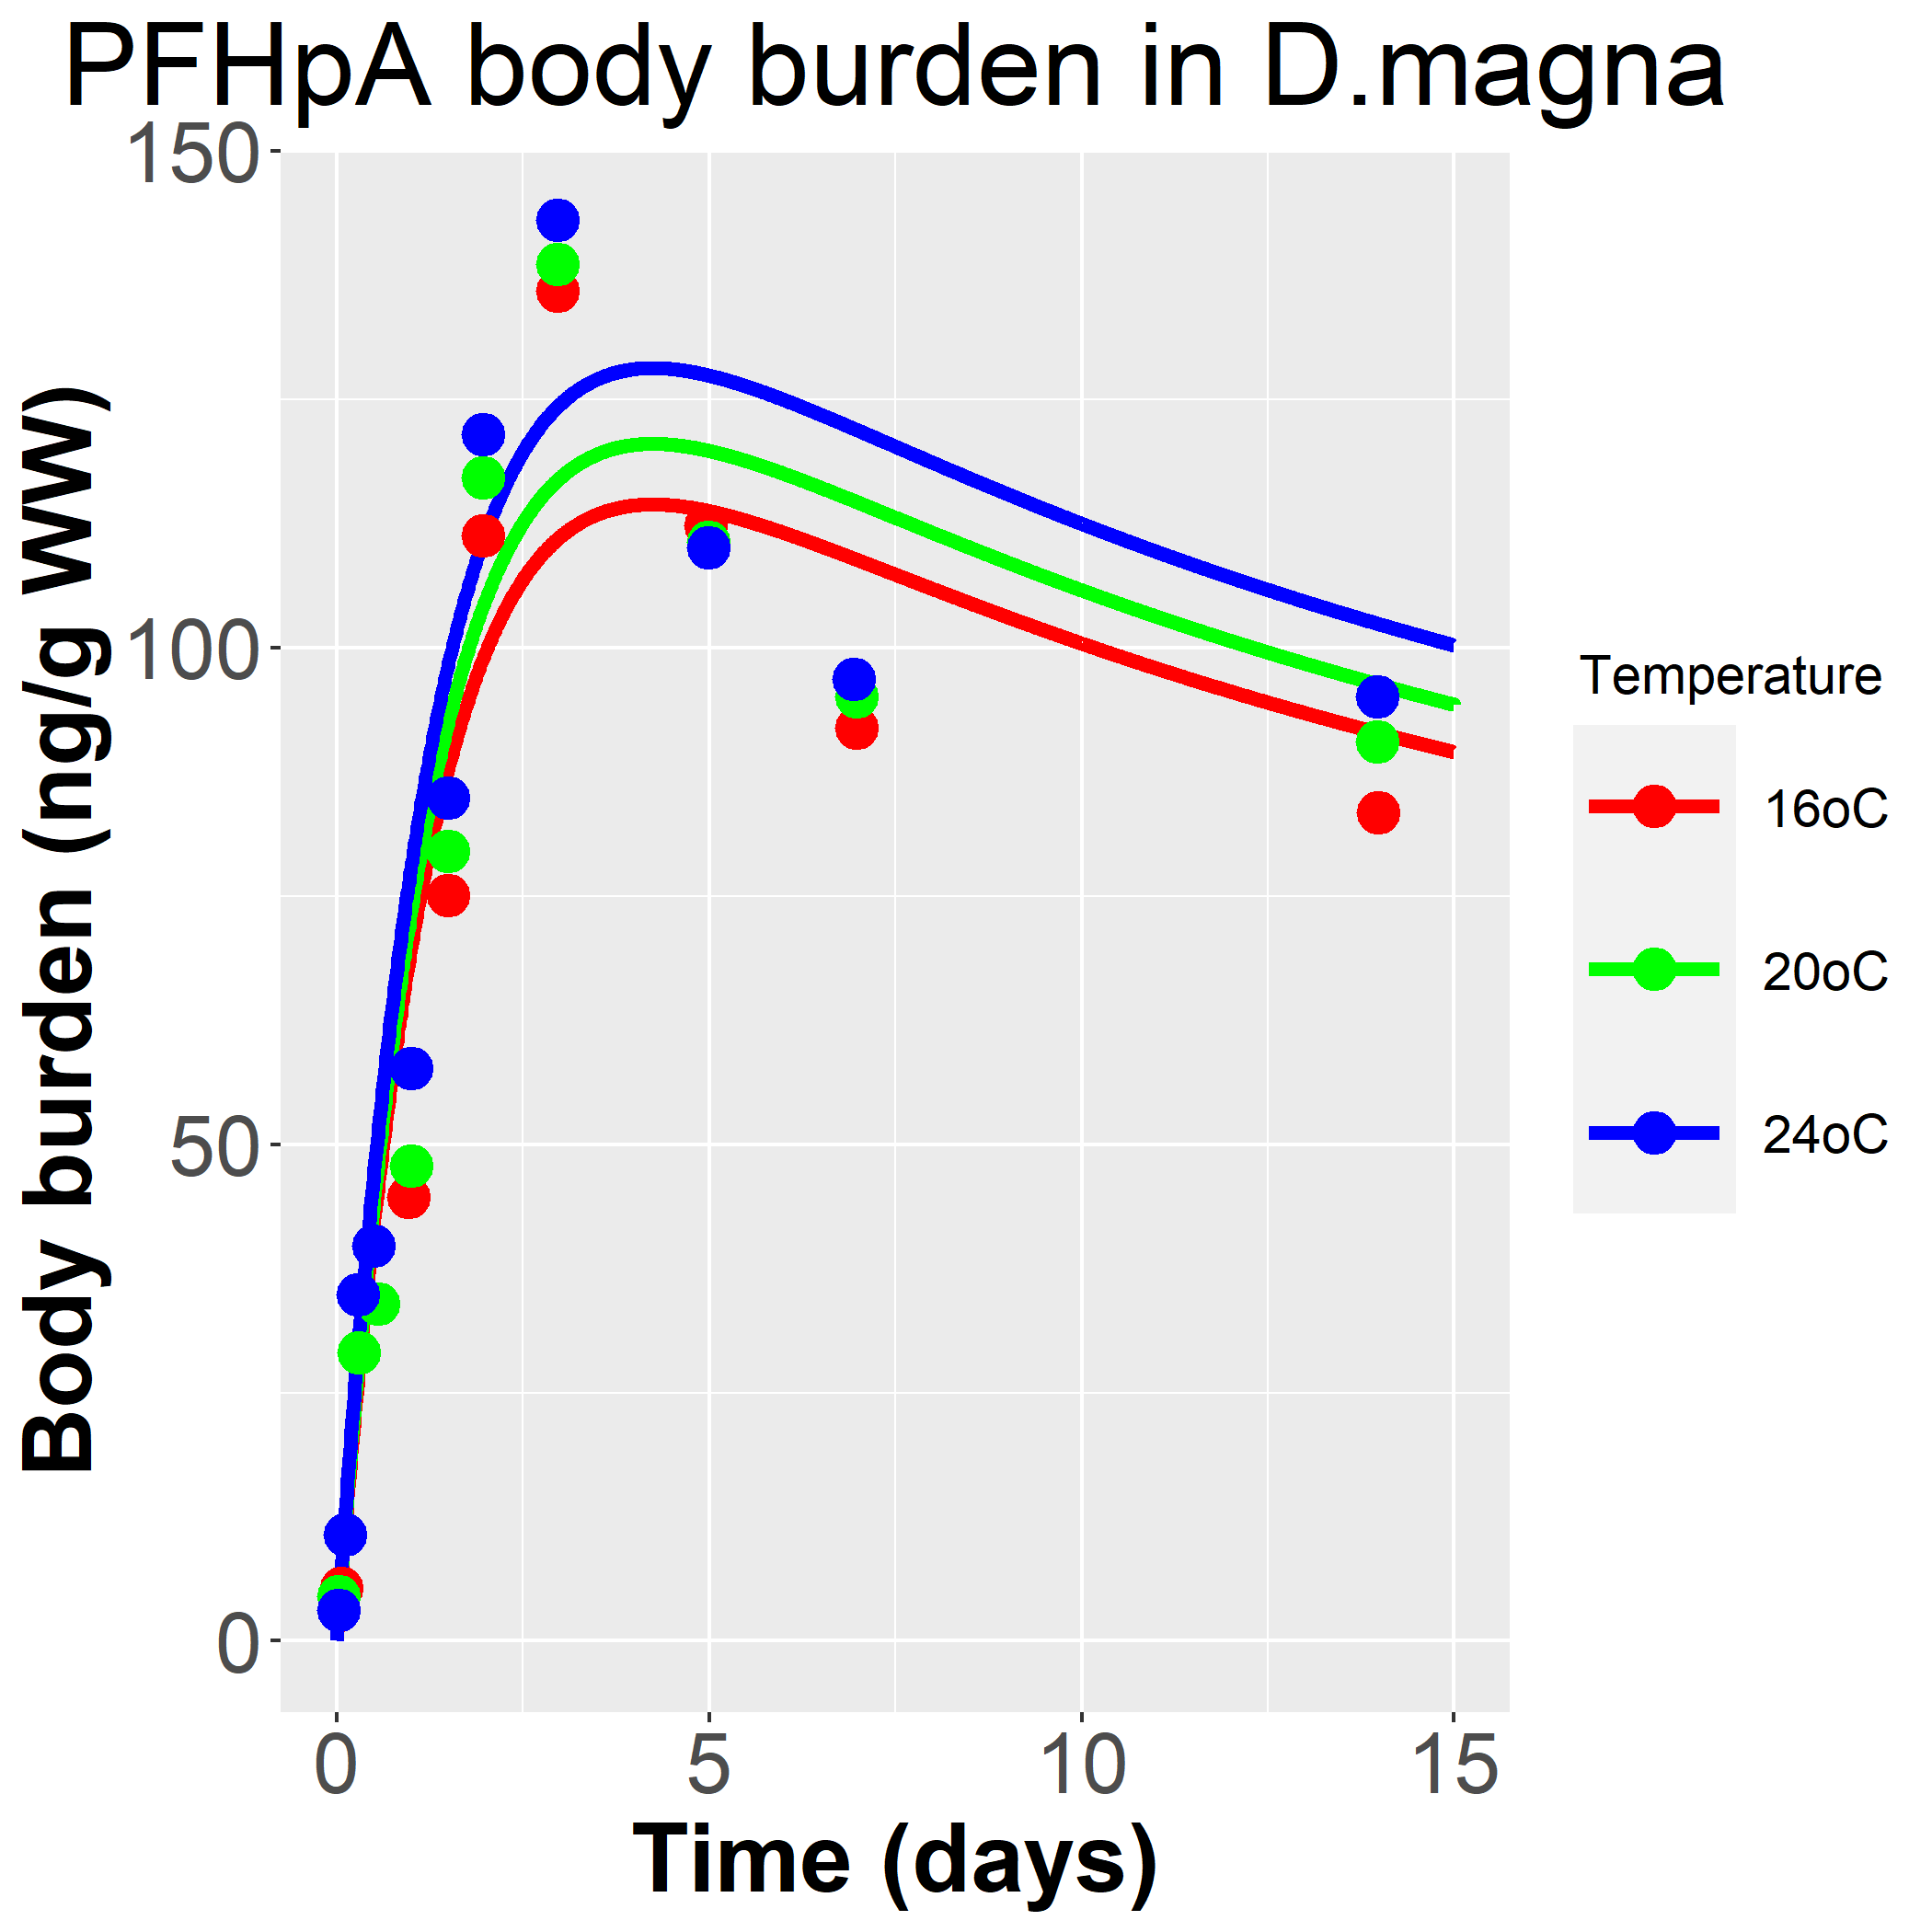 PFHpA body burden in D.magna
Body burden (ng/g WW)
150
100
50
0
0 5 10 15
Time (days)
Temperature
16oC
20oC
24oC